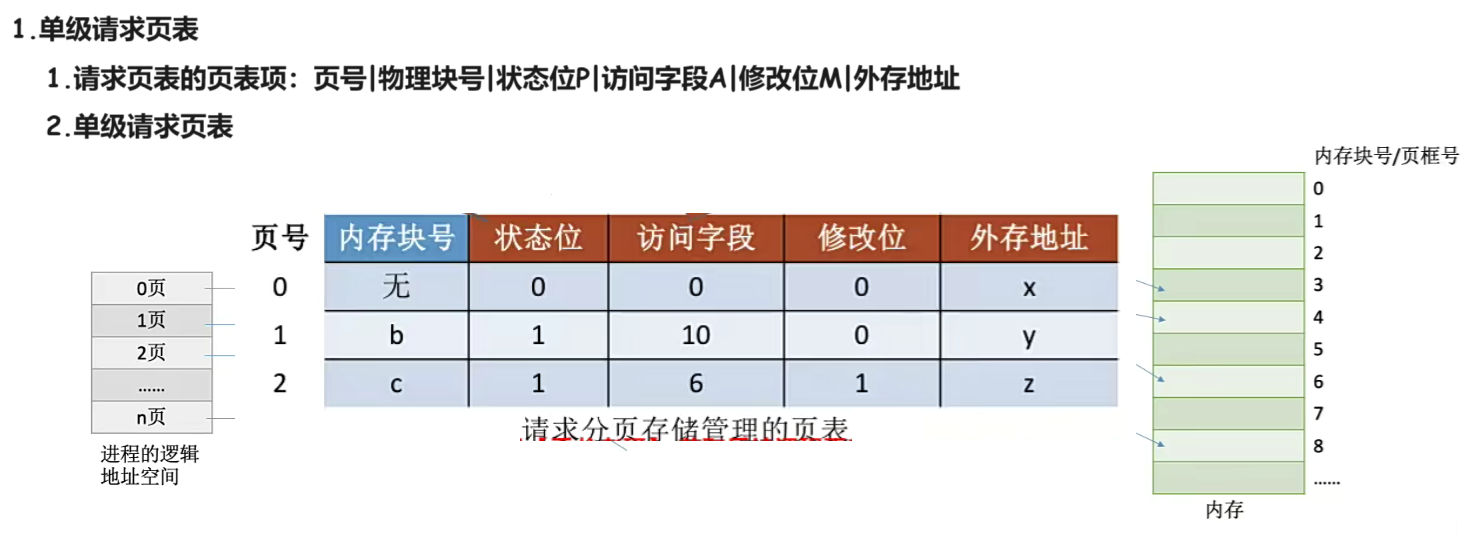 1.单级请求页表
1.请求页表的页表项：页号|物理块号|状态位P|访问字段A|修改位M|外存地址
2.单级请求页表
内存块号/页框号
页号 内存块号 状态位 访问字段 修改位 外存地址
0 无 0 0 0 x
1 b 1 10 0 y
2 c 1 6 1 z
请求分页存储管理的页表
0页
1页
2页
......
n页
进程的逻辑
地址空间
0
1
2
3
4
5
6
7
8
......
内存